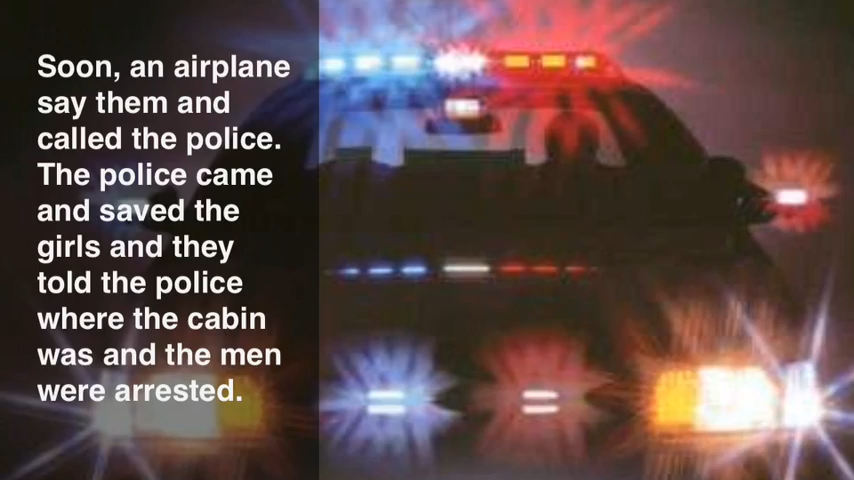 Soon, an airplane
say them and
called the police.
The police came
and saved the
girls and they
told the police
where the cabin
was and the men
were arrested.